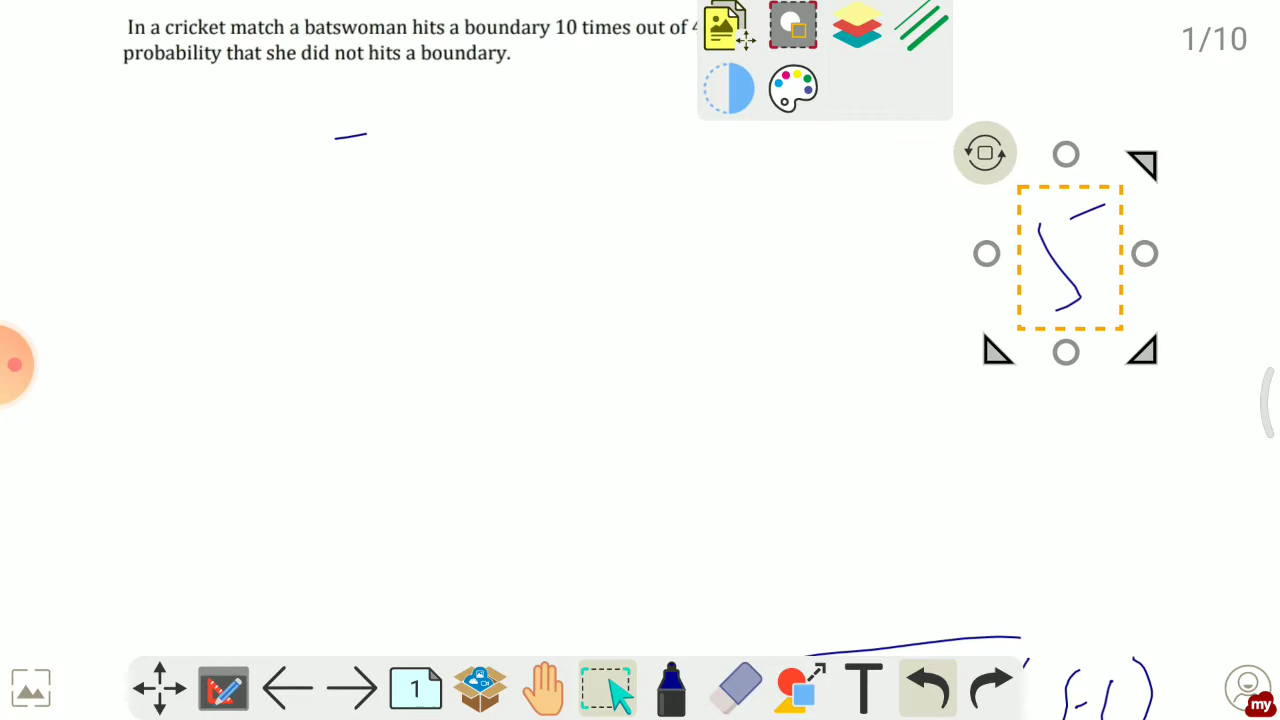 In a cricket match a batswoman hits a boundary 10 times out of
probability that she did not hits a boundary.
1/10
1
T
my